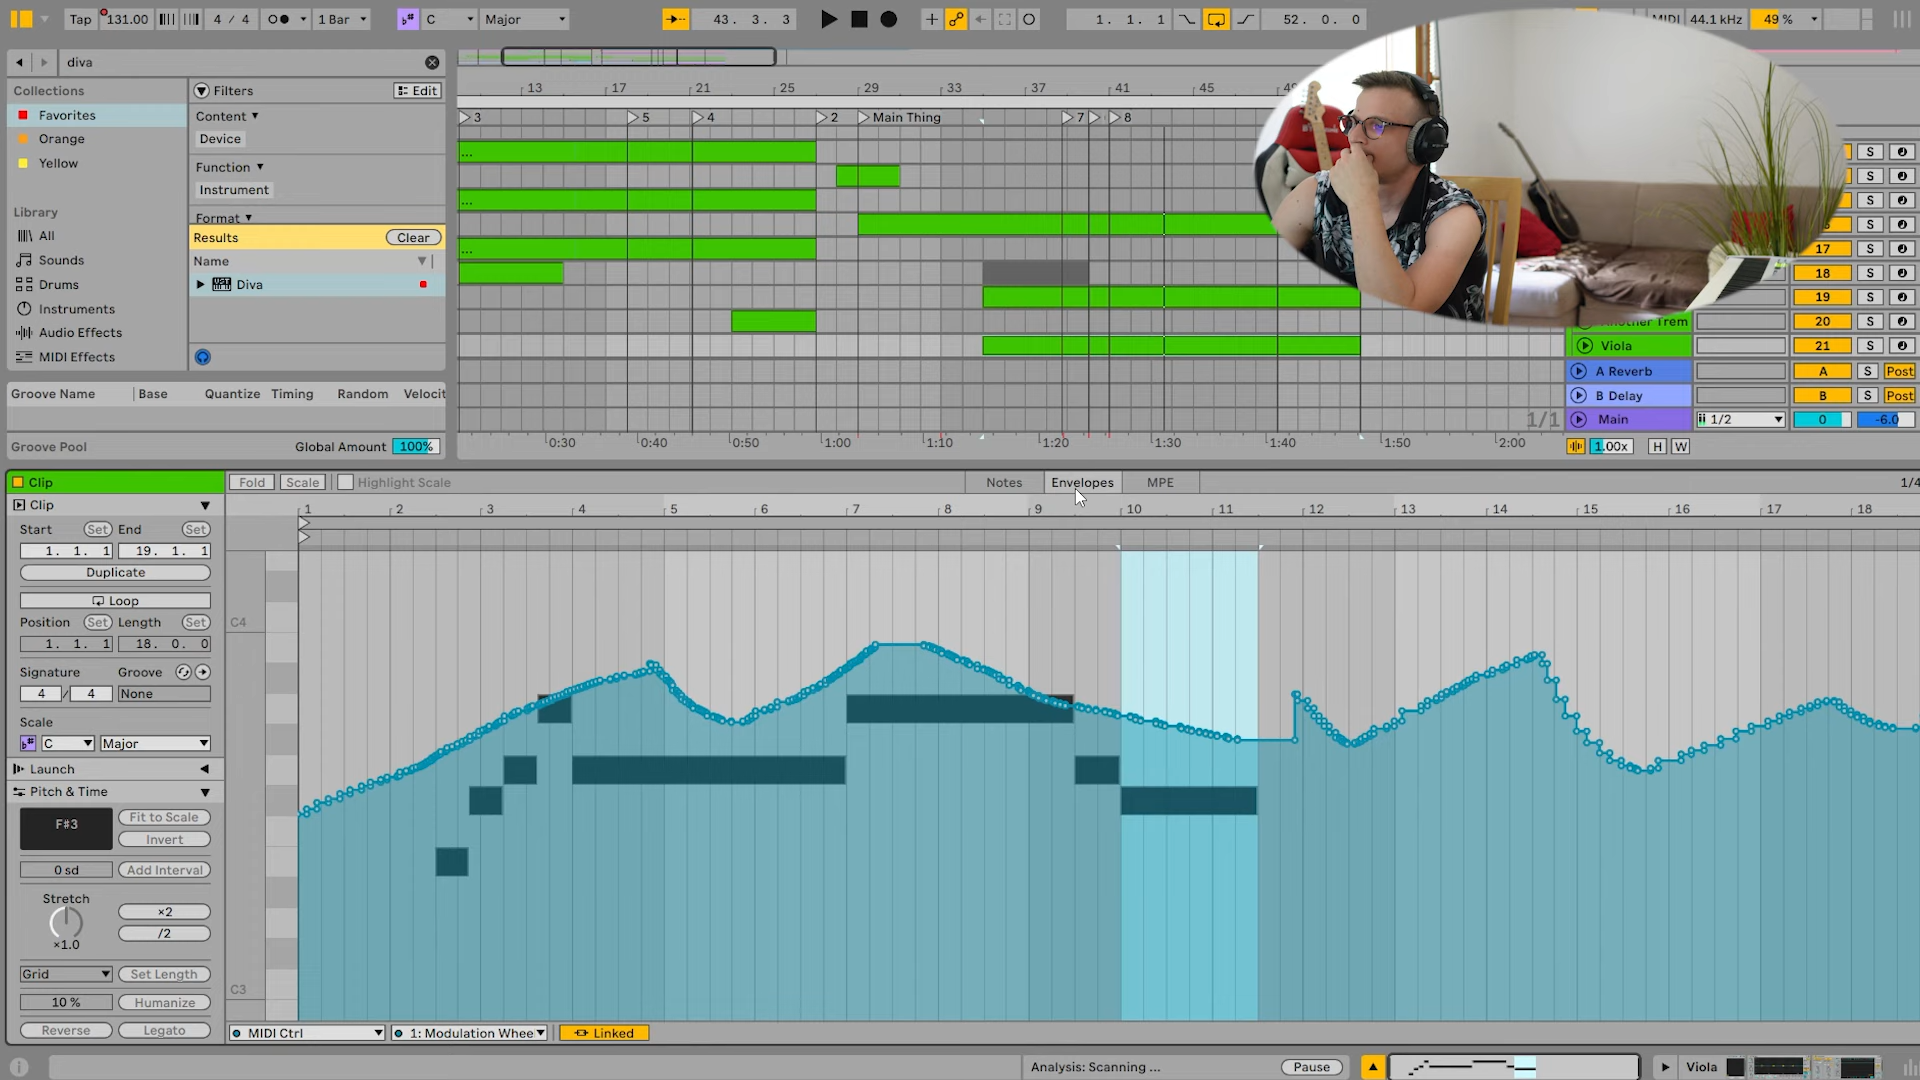 Tap 131.00 4 / 4 1 Bar C Major 43. 3. 3 1. 1. 1 52. 0. 0 MIDI 44.1 kHz 49 %
diva
Collections
Favorites
Orange
Yellow
Library
All
Sounds
Drums
Instruments
Audio Effects
MIDI Effects
Filters Edit
Content
Device
Function
Instrument
Format
Results Clear
Name
Diva
Groove Name Base Quantize Timing Random Velocit
Groove Pool Global Amount 100%
13 17 21 25 29 33 37 41 45 49
3 5 4 2 Main Thing 7 8
...
...
...
0:30 0:40 0:50 1:00 1:10 1:20 1:30 1:40 1:50 2:00
1/1
S
S
S
S
17 S
18 S
19 S
Another Trem 20 S
Viola 21 S
A Reverb A S Post
B Delay B S Post
Main 1/2 0 -6.0
1.00x H W
Clip
Clip
Start Set End Set
1. 1. 1 19. 1. 1
Duplicate
Loop
Position Set Length Set
1. 1. 1 18. 0. 0
Signature Groove
4 / 4 None
Scale
C Major
Launch
Pitch & Time
F#3 Fit to Scale
Invert
0 sd Add Interval
Stretch
×2
/2
×1.0
Grid Set Length
10 % Humanize
Reverse Legato
Fold Scale Highlight Scale Notes Envelopes MPE 1/4
1 2 3 4 5 6 7 8 9 10 11 12 13 14 15 16 17 18
C4
C3
MIDI Ctrl 1: Modulation Whee Linked
Analysis: Scanning ... Pause Viola